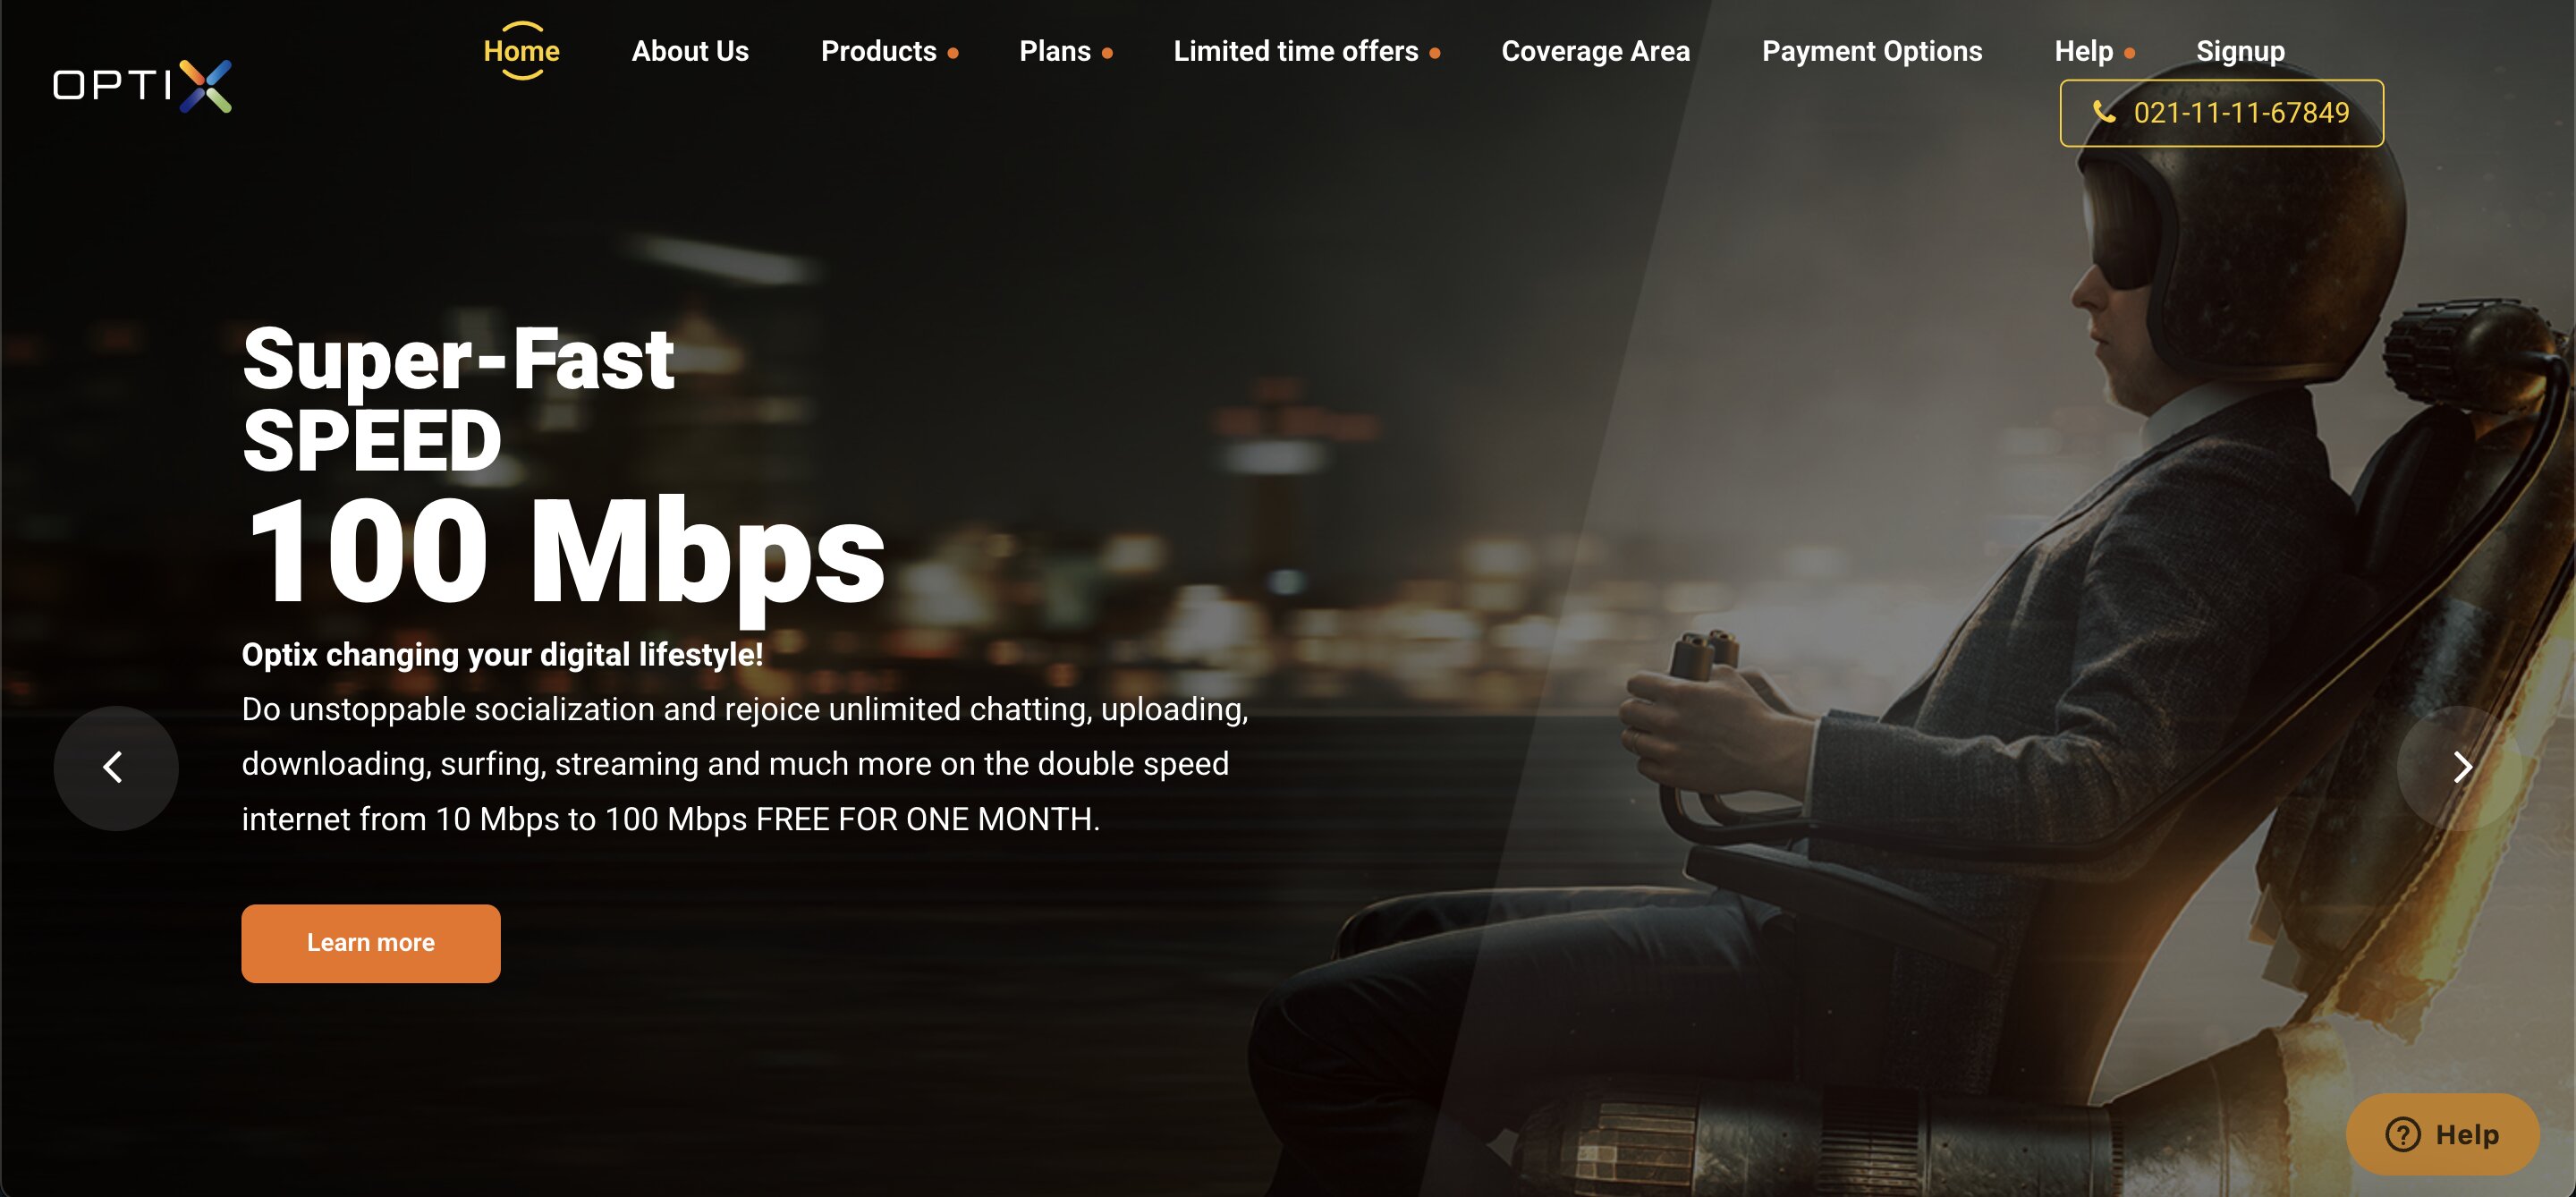 OPTIX
Home About Us Products Plans Limited time offers Coverage Area Payment Options Help Signup
021-11-11-67849
Super-Fast
SPEED
100 Mbps
Optix changing your digital lifestyle!
Do unstoppable socialization and rejoice unlimited chatting, uploading,
downloading, surfing, streaming and much more on the double speed
internet from 10 Mbps to 100 Mbps FREE FOR ONE MONTH.
Learn more
Help